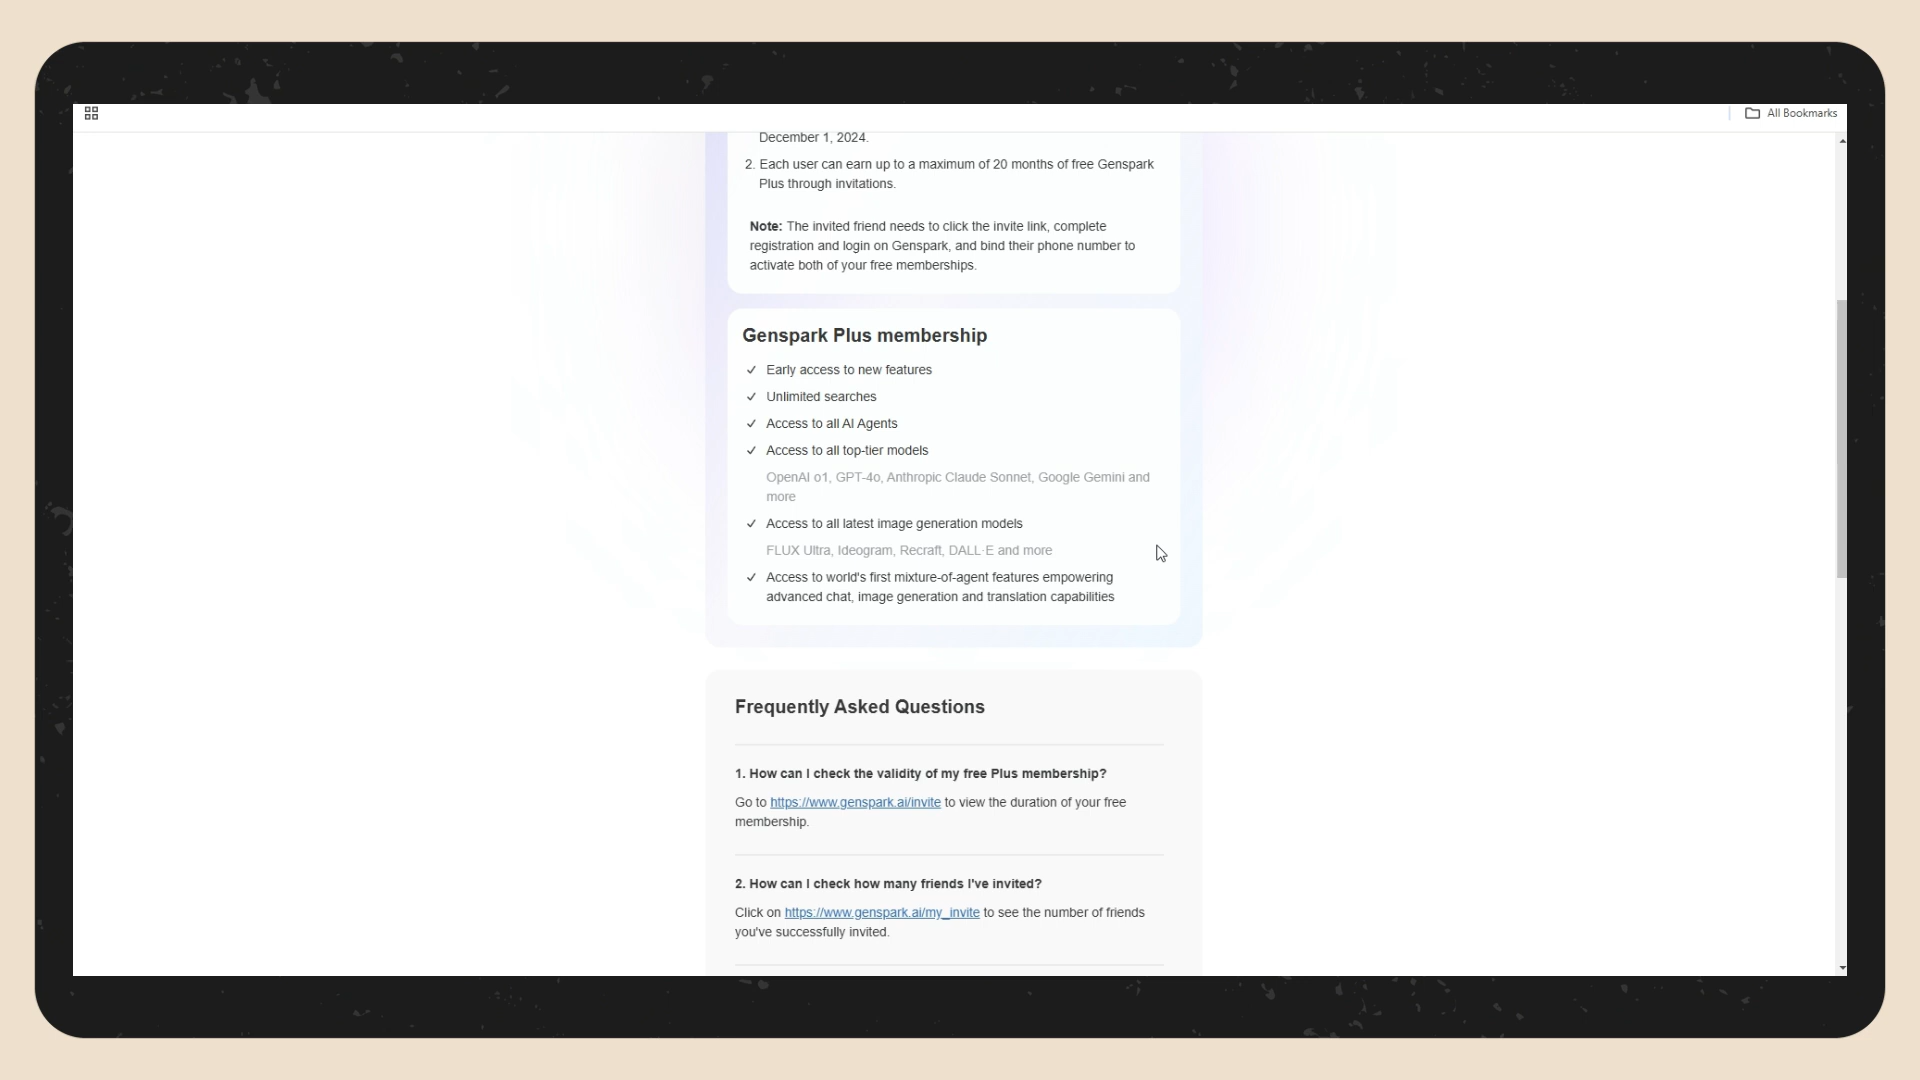 All Bookmarks
December 1, 2024.
2. Each user can earn up to a maximum of 20 months of free Genspark
Plus through invitations.
Note: The invited friend needs to click the invite link, complete
registration and login on Genspark, and bind their phone number to
activate both of your free memberships.
Genspark Plus membership
✓ Early access to new features
✓ Unlimited searches
✓ Access to all AI Agents
✓ Access to all top-tier models
OpenAI o1, GPT-4o, Anthropic Claude Sonnet, Google Gemini and
more
✓ Access to all latest image generation models
FLUX Ultra, Ideogram, Recraft, DALL·E and more
✓ Access to world's first mixture-of-agent features empowering
advanced chat, image generation and translation capabilities
Frequently Asked Questions
1. How can I check the validity of my free Plus membership?
Go to https://www.genspark.ai/invite to view the duration of your free
membership.
2. How can I check how many friends I've invited?
Click on https://www.genspark.ai/my_invite to see the number of friends
you've successfully invited.